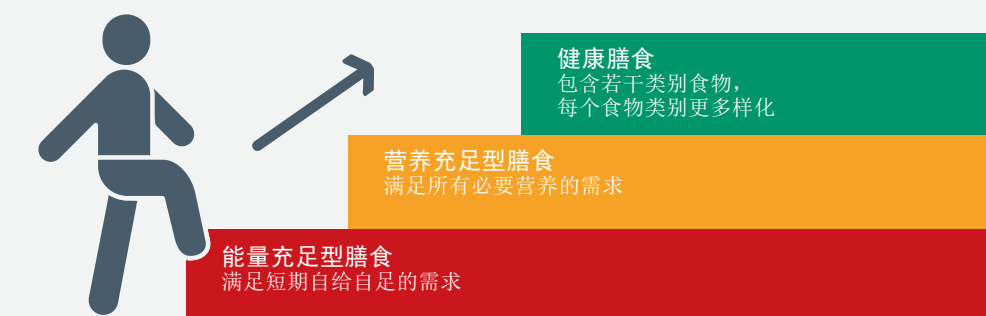 健康膳食
包含若干类别食物，
每个食物类别更多样化
营养充足型膳食
满足所有必要营养的需求
能量充足型膳食
满足短期自给自足的需求